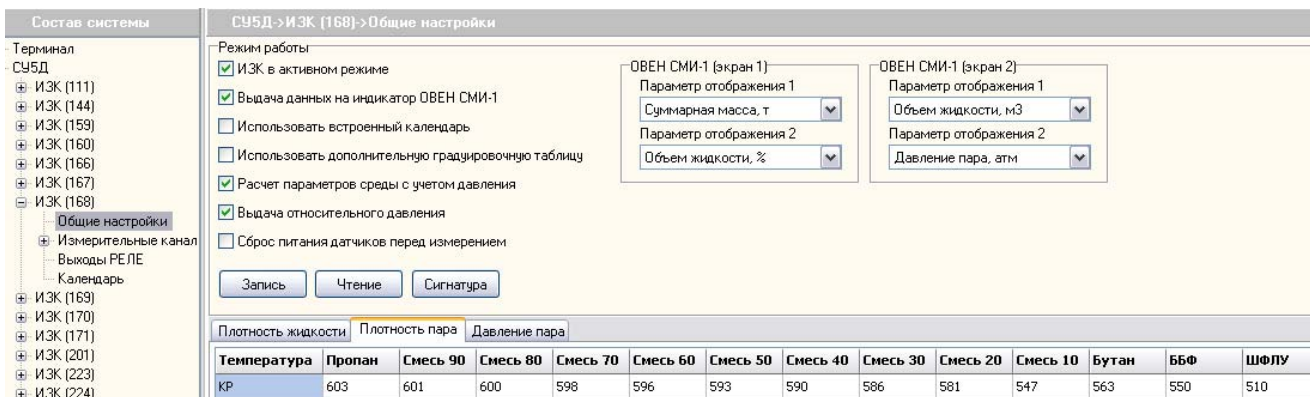 Состав системы
СУ5Д->ИЗК (168)->Общие настройки
Терминал
СУ5Д
ИЗК (111)
ИЗК (144)
ИЗК (159)
ИЗК (160)
ИЗК (166)
ИЗК (167)
ИЗК (168)
Общие настройки
Измерительные канал
Выходы РЕЛЕ
Календарь
ИЗК (169)
ИЗК (170)
ИЗК (171)
ИЗК (201)
ИЗК (223)
ИЗК (224)
Режим работы
ИЗК в активном режиме
Выдача данных на индикатор ОВЕН СМИ-1
Использовать встроенный календарь
Использовать дополнительную градуировочную таблицу
Расчет параметров среды с учетом давления
Выдача относительного давления
Сброс питания датчиков перед измерением
ОВЕН СМИ-1 (экран 1)
Параметр отображения 1
Суммарная масса, т
Параметр отображения 2
Объем жидкости, %
ОВЕН СМИ-1 (экран 2)
Параметр отображения 1
Объем жидкости, м3
Параметр отображения 2
Давление пара, атм
Запись Чтение Сигнатура
Плотность жидкости Плотность пара Давление пара
Температура Пропан Смесь 90 Смесь 80 Смесь 70 Смесь 60 Смесь 50 Смесь 40 Смесь 30 Смесь 20 Смесь 10 Бутан ББФ ШФЛУ
КР 603 601 600 598 596 593 590 586 581 547 563 550 510